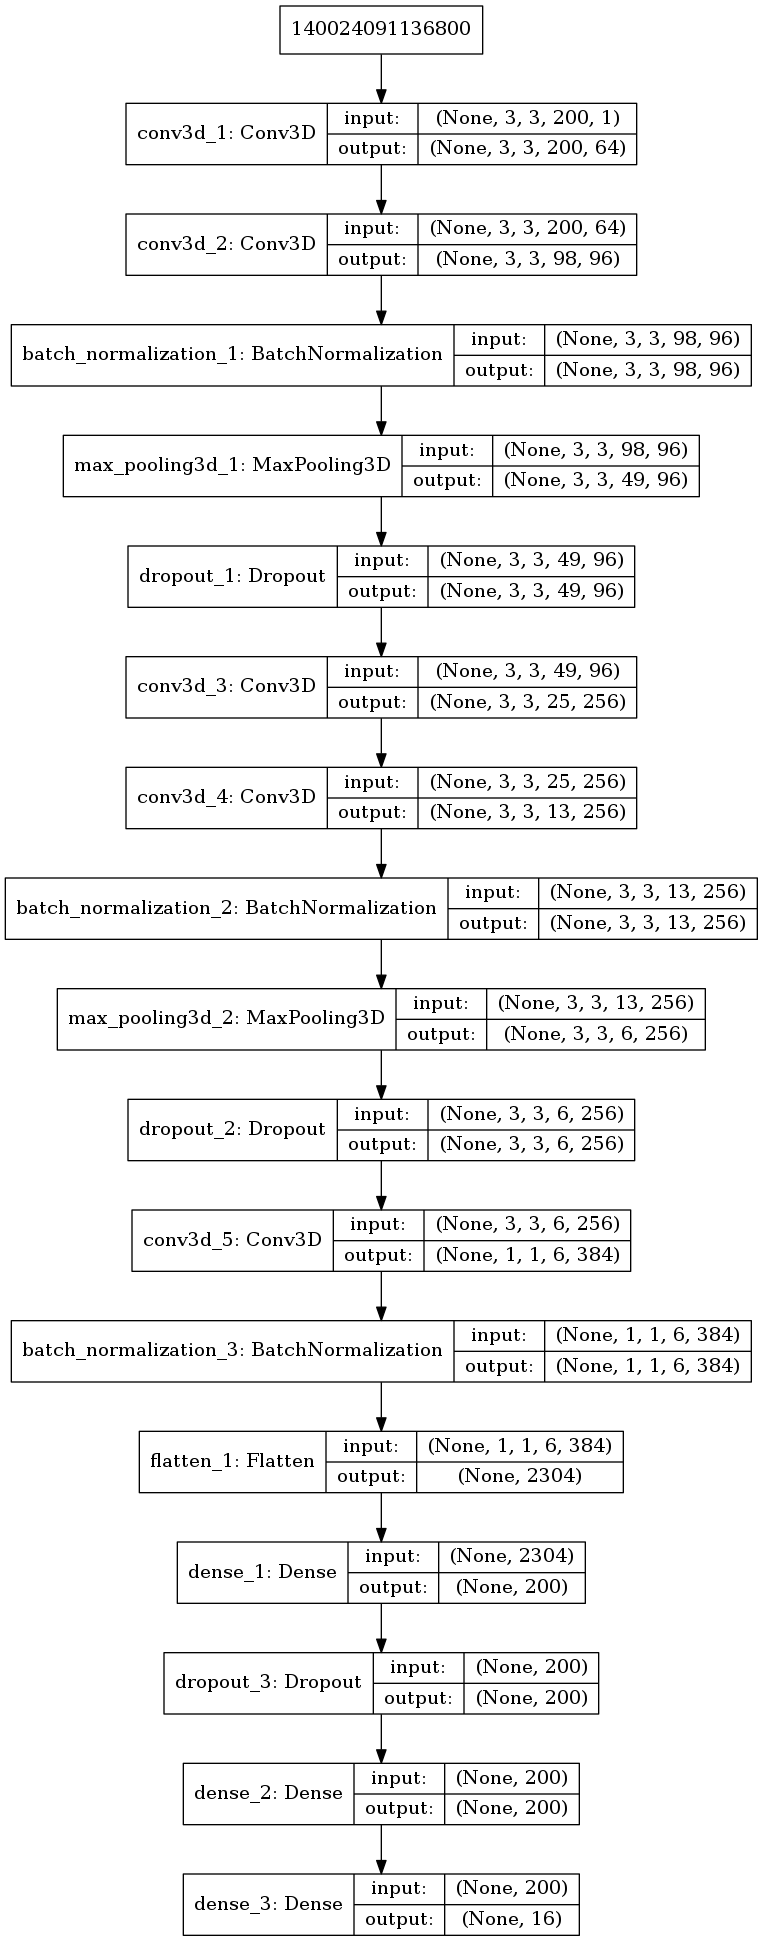 140024091136800
conv3d_1: Conv3D
input: (None, 3, 3, 200, 1)
output: (None, 3, 3, 200, 64)
conv3d_2: Conv3D
input: (None, 3, 3, 200, 64)
output: (None, 3, 3, 98, 96)
batch_normalization_1: BatchNormalization
input: (None, 3, 3, 98, 96)
output: (None, 3, 3, 98, 96)
max_pooling3d_1: MaxPooling3D
input: (None, 3, 3, 98, 96)
output: (None, 3, 3, 49, 96)
dropout_1: Dropout
input: (None, 3, 3, 49, 96)
output: (None, 3, 3, 49, 96)
conv3d_3: Conv3D
input: (None, 3, 3, 49, 96)
output: (None, 3, 3, 25, 256)
conv3d_4: Conv3D
input: (None, 3, 3, 25, 256)
output: (None, 3, 3, 13, 256)
batch_normalization_2: BatchNormalization
input: (None, 3, 3, 13, 256)
output: (None, 3, 3, 13, 256)
max_pooling3d_2: MaxPooling3D
input: (None, 3, 3, 13, 256)
output: (None, 3, 3, 6, 256)
dropout_2: Dropout
input: (None, 3, 3, 6, 256)
output: (None, 3, 3, 6, 256)
conv3d_5: Conv3D
input: (None, 3, 3, 6, 256)
output: (None, 1, 1, 6, 384)
batch_normalization_3: BatchNormalization
input: (None, 1, 1, 6, 384)
output: (None, 1, 1, 6, 384)
flatten_1: Flatten
input: (None, 1, 1, 6, 384)
output: (None, 2304)
dense_1: Dense
input: (None, 2304)
output: (None, 200)
dropout_3: Dropout
input: (None, 200)
output: (None, 200)
dense_2: Dense
input: (None, 200)
output: (None, 200)
dense_3: Dense
input: (None, 200)
output: (None, 16)